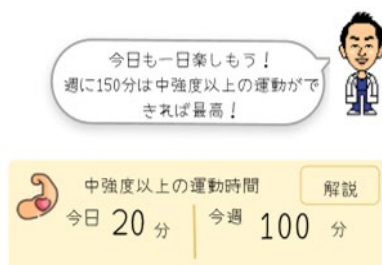 今日も一日楽しもう！
週に150分は中強度以上の運動がで
きれば最高！
中強度以上の運動時間
解説
今日 20 分
今週 100 分